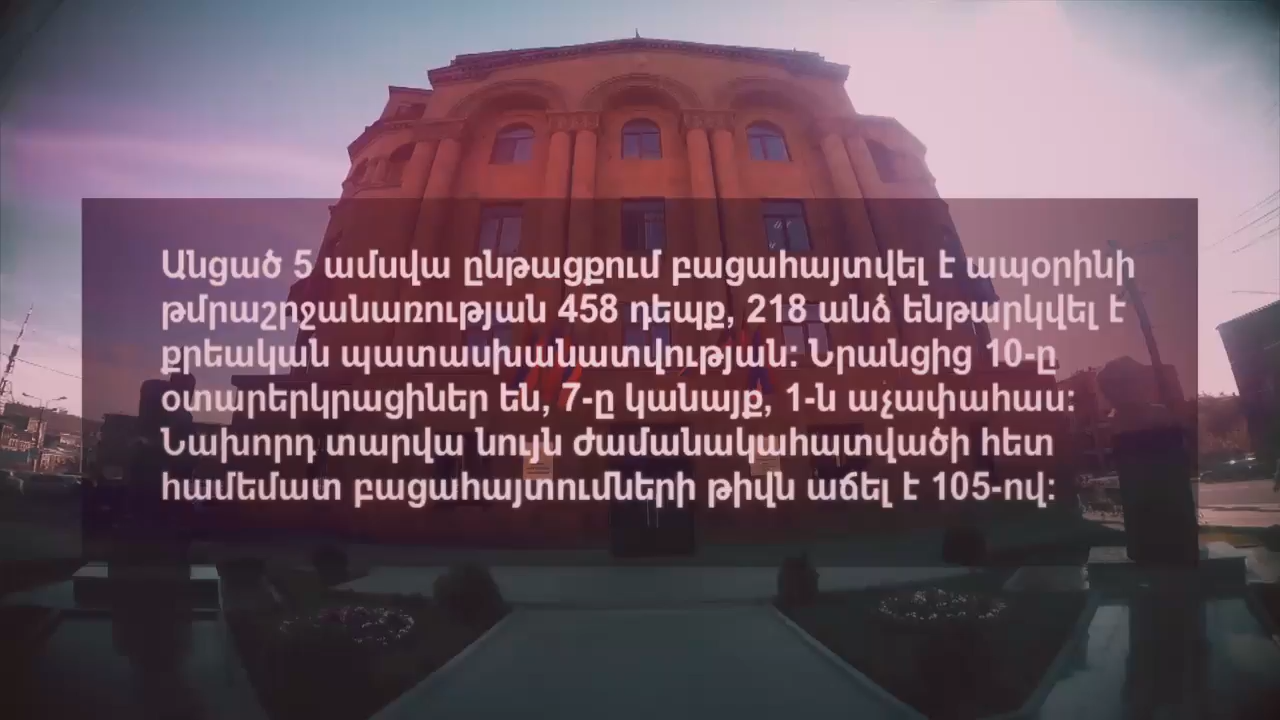 Անցած 5 ամսվա ընթացքում բացահայտվել է ապօրինի
թմրաշրջանառության 458 դեպք, 218 անձ ենթարկվել է
քրեական պատասխանատվության: Նրանցից 10-ը
օտարերկրացիներ են, 7-ը կանայք, 1-ն աչափահաս:
Նախորդ տարվա նույն ժամանակահատվածի հետ
համեմատ բացահայտումների թիվն աճել է 105-ով: